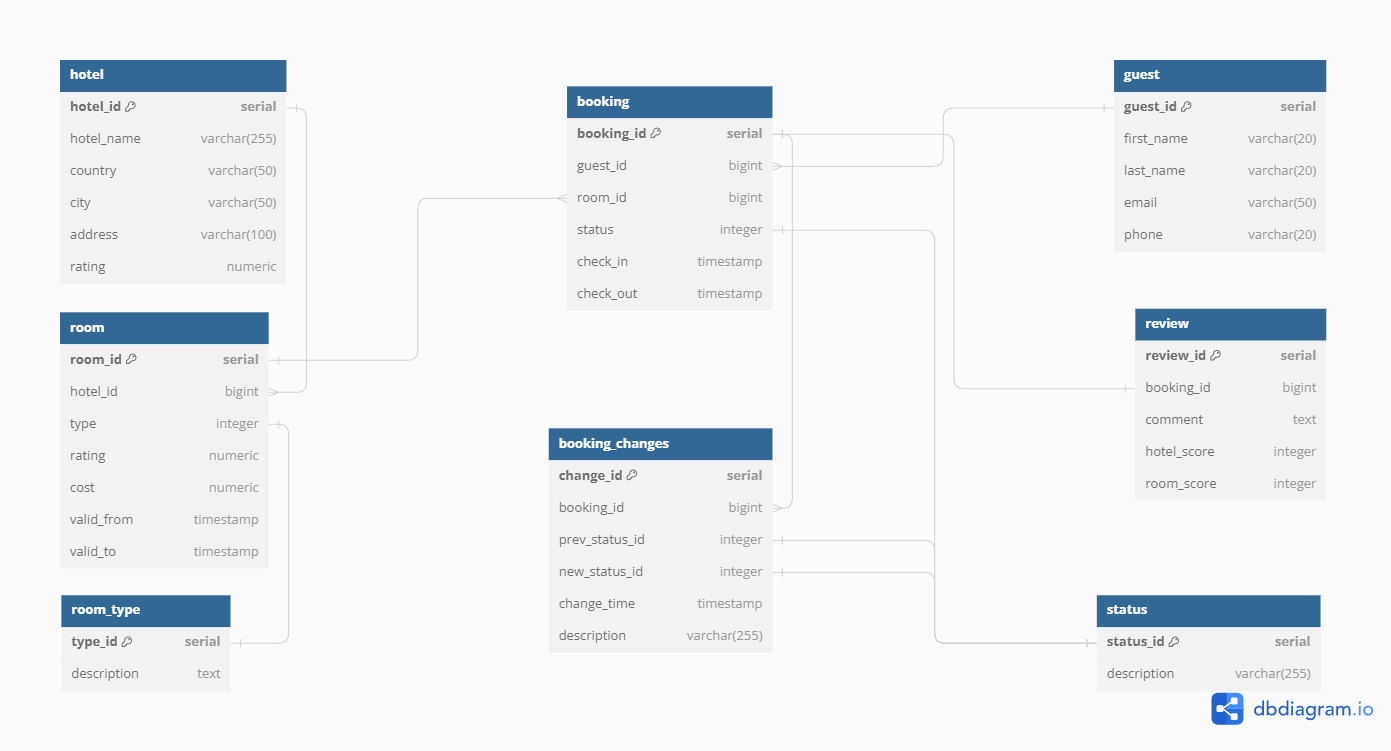 hotel
hotel_id serial
hotel_name varchar(255)
country varchar(50)
city varchar(50)
address varchar(100)
rating numeric
room
room_id serial
hotel_id bigint
type integer
rating numeric
cost numeric
valid_from timestamp
valid_to timestamp
room_type
type_id serial
description text
booking
booking_id serial
guest_id bigint
room_id bigint
status integer
check_in timestamp
check_out timestamp
booking_changes
change_id serial
booking_id bigint
prev_status_id integer
new_status_id integer
change_time timestamp
description varchar(255)
guest
guest_id serial
first_name varchar(20)
last_name varchar(20)
email varchar(50)
phone varchar(20)
review
review_id serial
booking_id bigint
comment text
hotel_score integer
room_score integer
status
status_id serial
description varchar(255)
dbdiagram.io